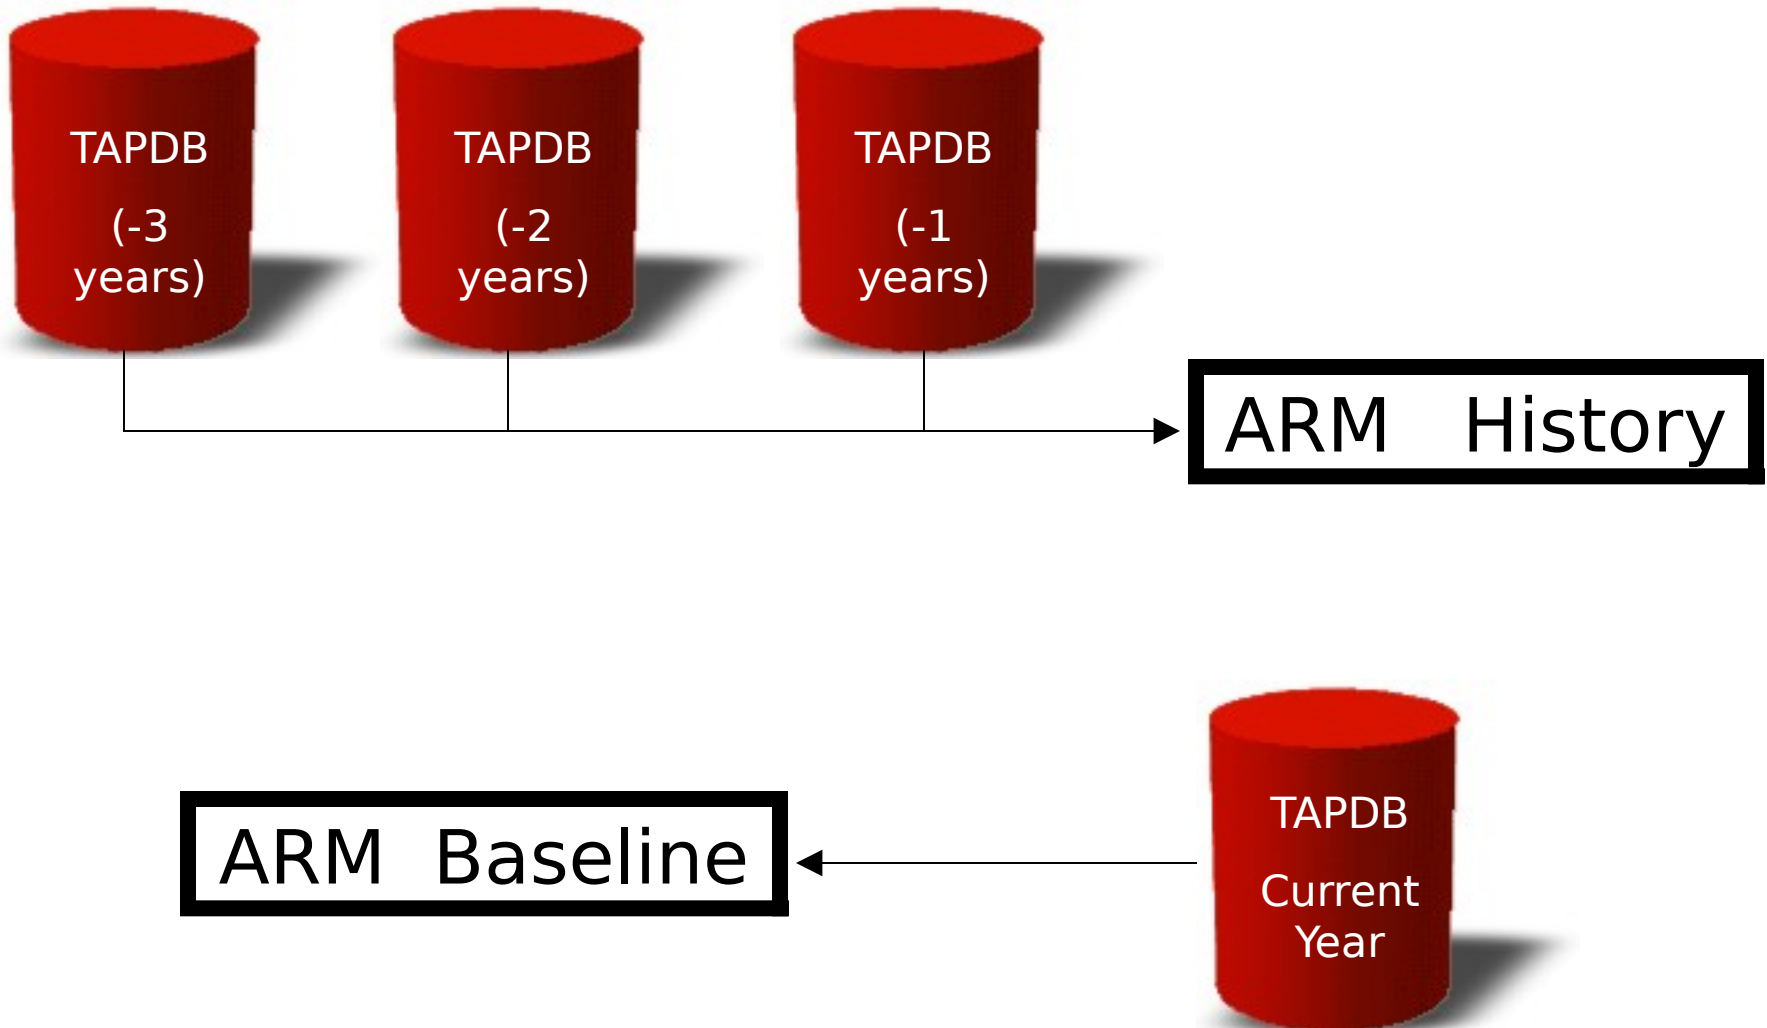 TAPDB
(-3
years)
TAPDB
(-2
years)
TAPDB
(-1
years)
ARM History
ARM Baseline
TAPDB
Current
Year